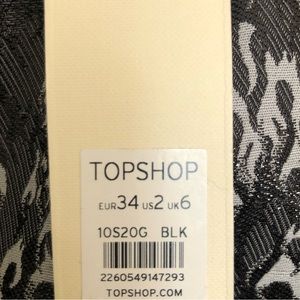 TOPSHOP
EUR34 US2 UK6
10S20G BLK
2260549147293
TOPSHOP.COM